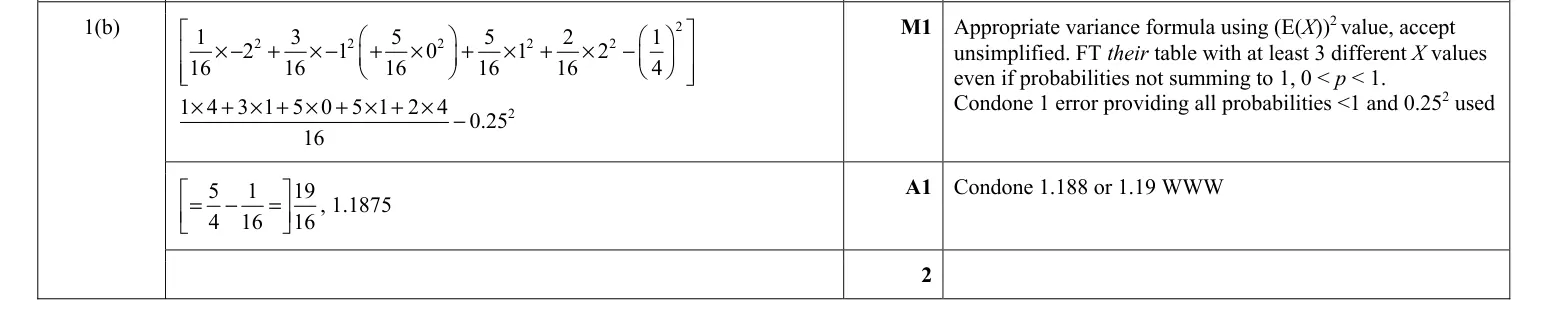 1(b)
[1/16 × −2² + 3/16 × −1² (+ 5/16 × 0²) + 5/16 × 1² + 2/16 × 2² − (1/4)²]
(1×4+3×1+5×0+5×1+2×4)/16 − 0.25²
M1
Appropriate variance formula using (E(X))² value, accept
unsimplified. FT their table with at least 3 different X values
even if probabilities not summing to 1, 0 < p < 1.
Condone 1 error providing all probabilities <1 and 0.25² used
[= 5/4 − 1/16 =] 19/16 , 1.1875
A1
Condone 1.188 or 1.19 WWW
2